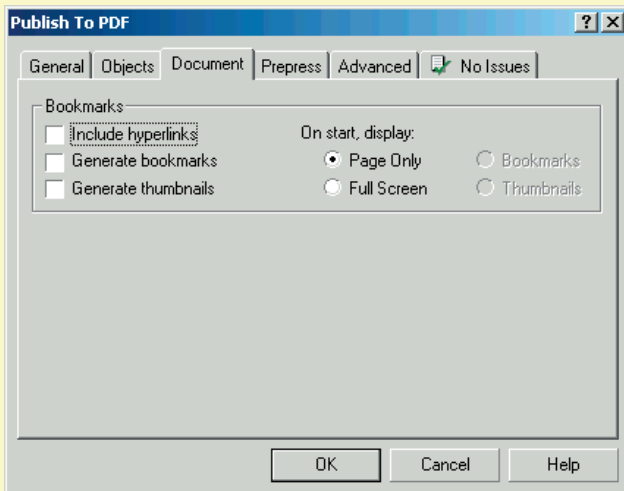 Publish To PDF
General Objects Document Prepress Advanced No Issues
Bookmarks
Include hyperlinks On start, display:
Generate bookmarks Page Only Bookmarks
Generate thumbnails Full Screen Thumbnails
OK Cancel Help